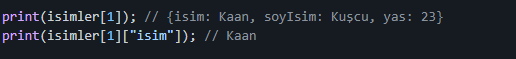 print(isimler[1]); // {isim: Kaan, soyIsim: Kuşcu, yas: 23}
print(isimler[1]["isim"]); // Kaan